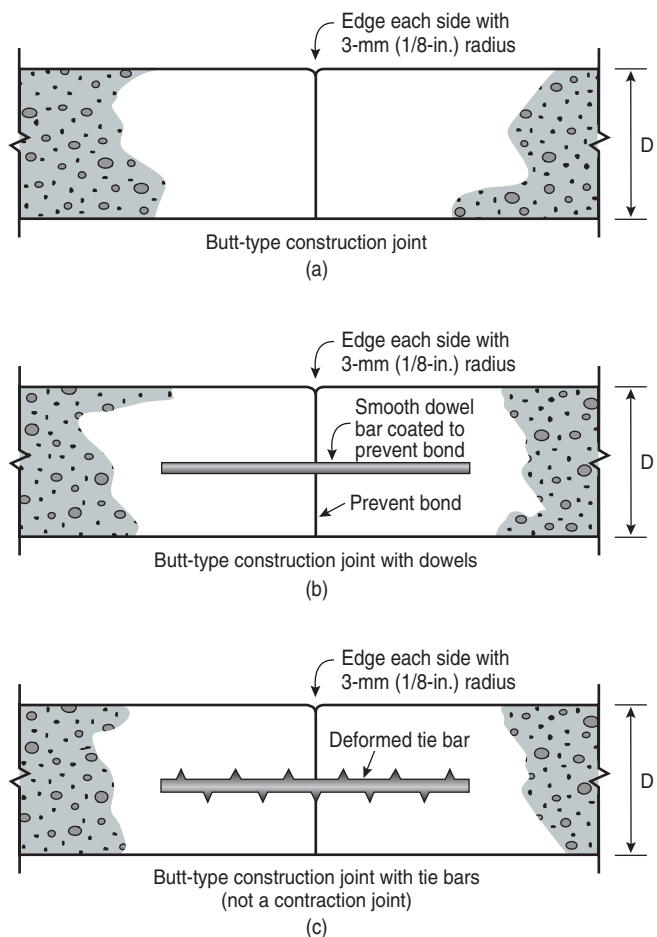 Edge each side with
3-mm (1/8-in.) radius
D
Butt-type construction joint
(a)
Edge each side with
3-mm (1/8-in.) radius
Smooth dowel
bar coated to
prevent bond
D
Prevent bond
Butt-type construction joint with dowels
(b)
Edge each side with
3-mm (1/8-in.) radius
Deformed tie bar
D
Butt-type construction joint with tie bars
(not a contraction joint)
(c)